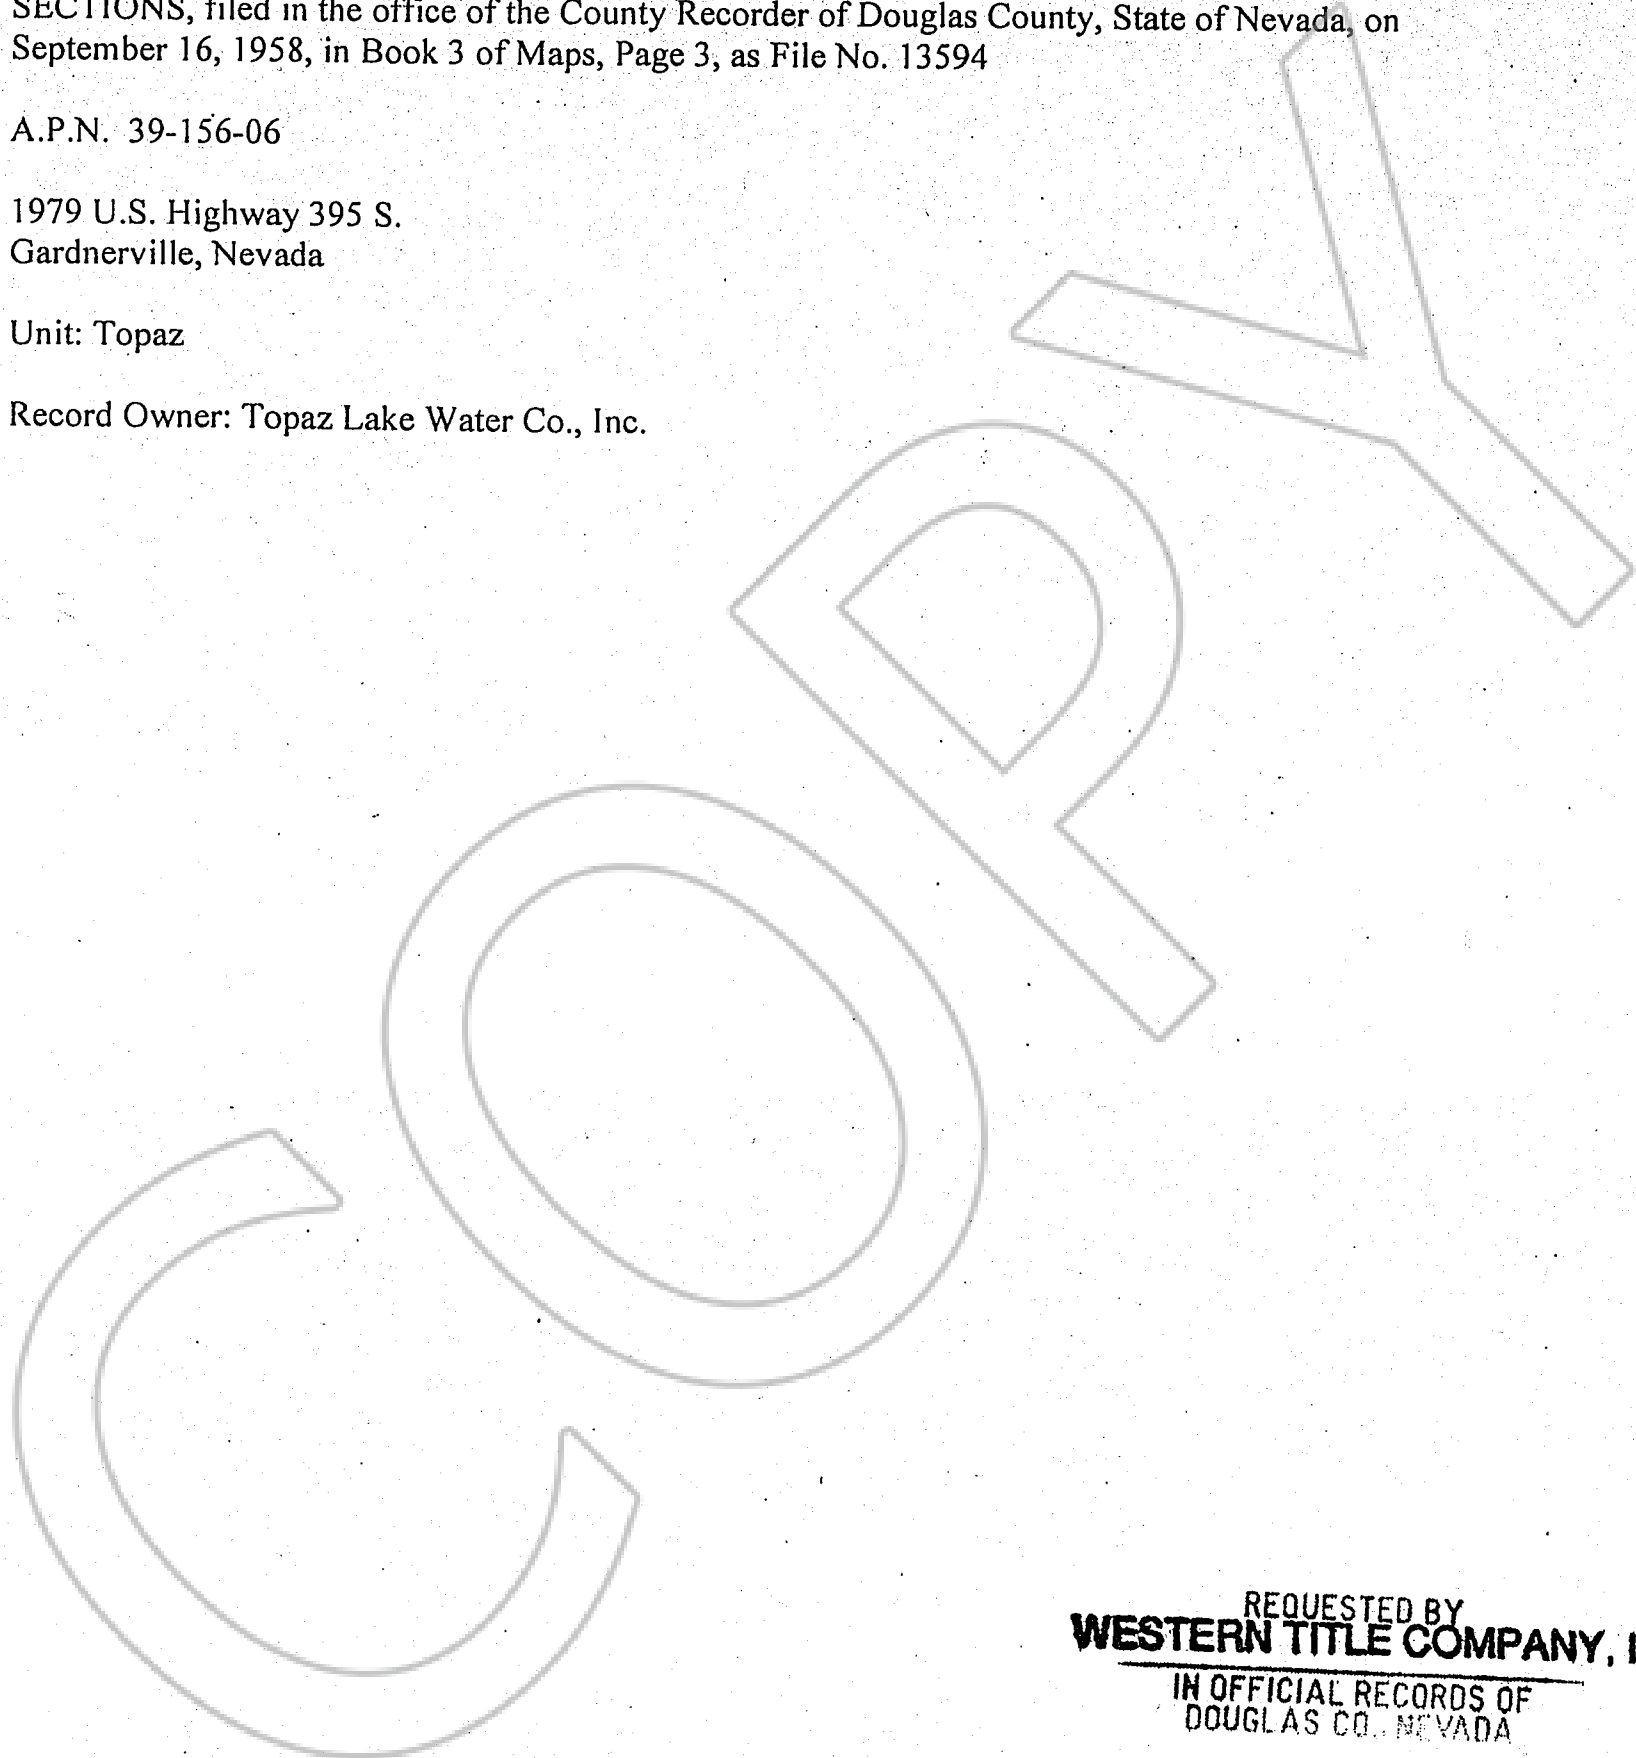 SECTIONS, filed in the office of the County Recorder of Douglas County, State of Nevada, on
September 16, 1958, in Book 3 of Maps, Page 3, as File No. 13594
A.P.N. 39-156-06
1979 U.S. Highway 395 S.
Gardnerville, Nevada
Unit: Topaz
Record Owner: Topaz Lake Water Co., Inc.
COPY
REQUESTED BY
WESTERN TITLE COMPANY,
IN OFFICIAL RECORDS OF
DOUGLAS CO., NEVADA